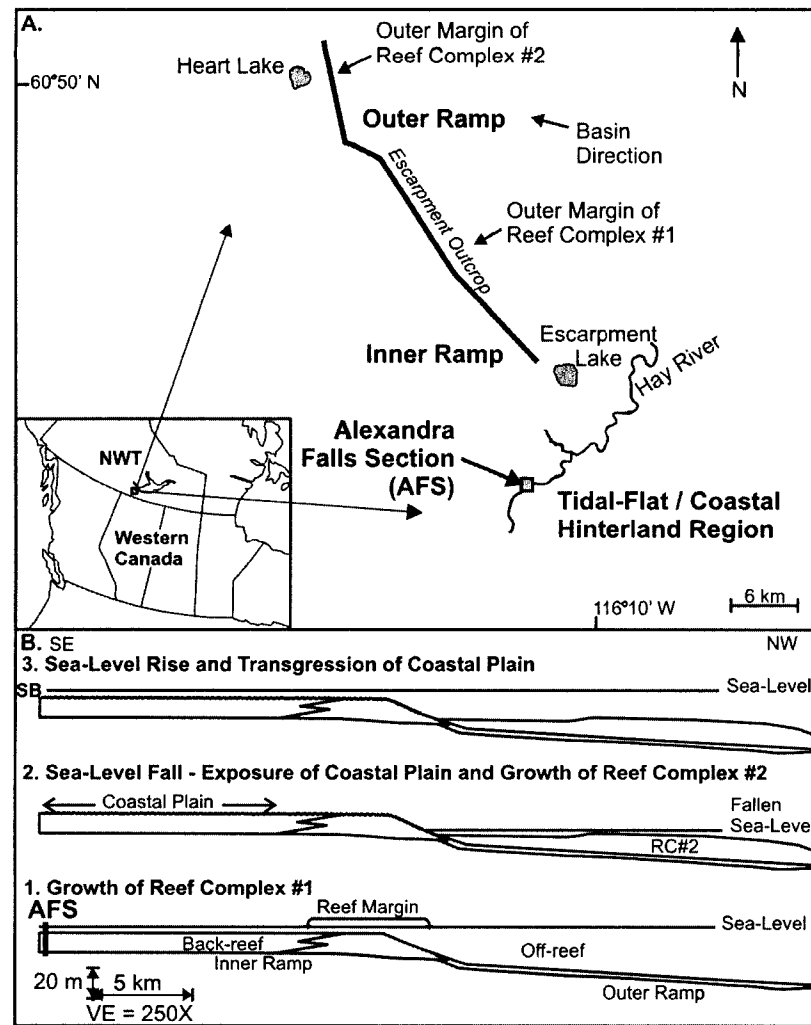 A.
Outer Margin of
Reef Complex #2
Heart Lake
60°50' N
N
Outer Ramp
Basin
Direction
Escarpment Outcrop
Outer Margin of
Reef Complex #1
Inner Ramp
Escarpment
Lake
Hay River
Alexandra
Falls Section
(AFS)
Tidal-Flat / Coastal
Hinterland Region
NWT
Western
Canada
116°10' W
6 km
B. SE
NW
3. Sea-Level Rise and Transgression of Coastal Plain
SB
Sea-Level
2. Sea-Level Fall - Exposure of Coastal Plain and Growth of Reef Complex #2
Coastal Plain
Fallen
Sea-Level
RC#2
1. Growth of Reef Complex #1
AFS
Reef Margin
Sea-Level
Back-reef
Off-reef
Inner Ramp
20 m
5 km
Outer Ramp
VE = 250X